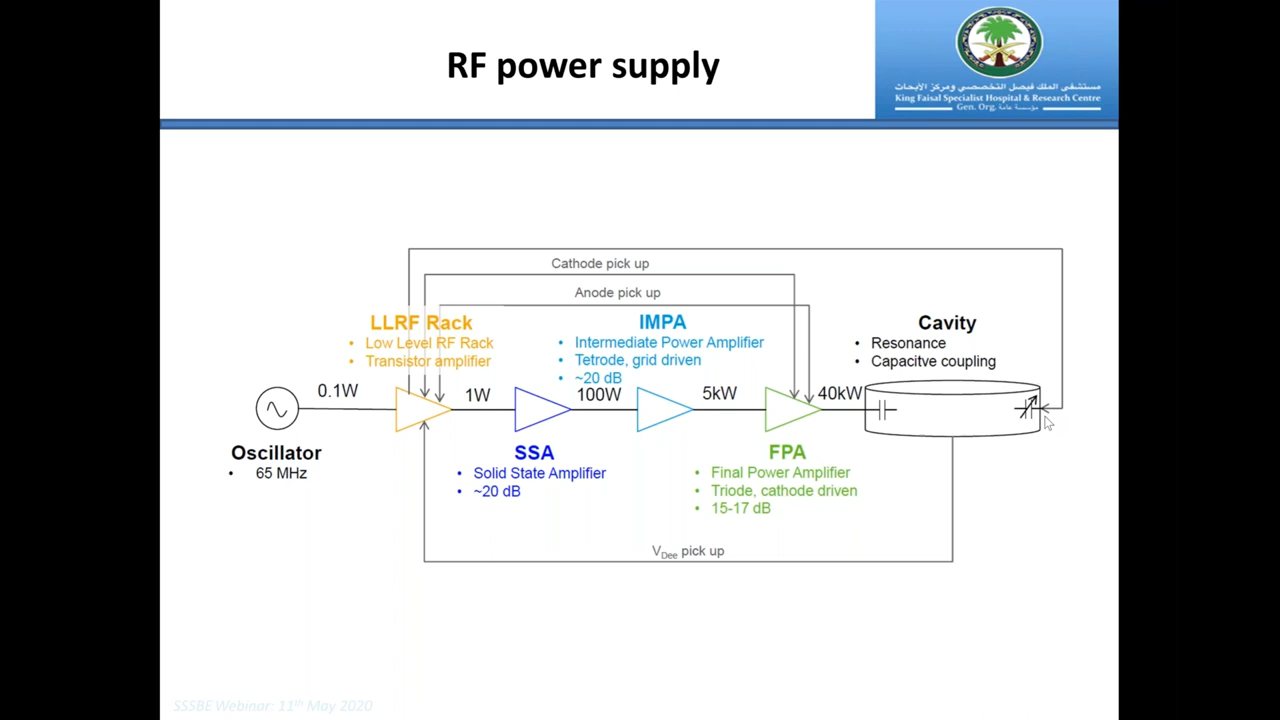 RF power supply
مستشفى الملك فيصل التخصصي ومركز الأبحاث
King Faisal Specialist Hospital & Research Centre
Gen. Org. مؤسسة عامة
Cathode pick up
Anode pick up
LLRF Rack
• Low Level RF Rack
• Transistor amplifier
IMPA
• Intermediate Power Amplifier
• Tetrode, grid driven
• ~20 dB
Cavity
• Resonance
• Capacitve coupling
0.1W
1W
100W
5kW
40kW
Oscillator
• 65 MHz
SSA
• Solid State Amplifier
• ~20 dB
FPA
• Final Power Amplifier
• Triode, cathode driven
• 15-17 dB
VDee pick up
SSSBE Webinar: 11th May 2020